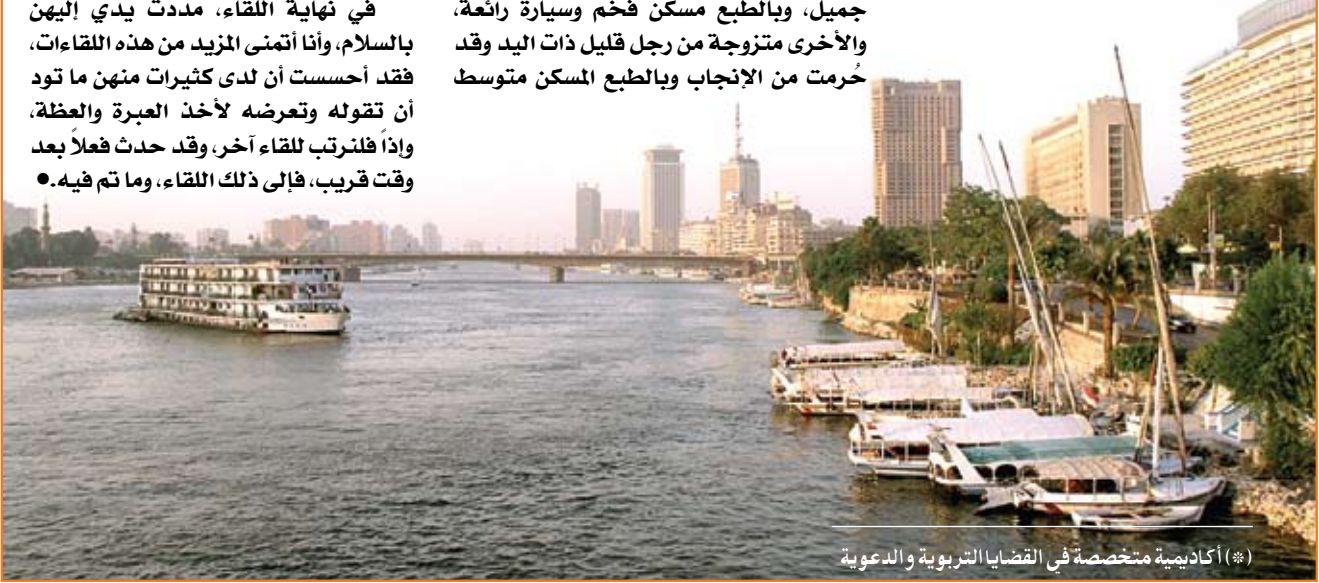 جميل، وبالطبع مسكن فخم وسيارة رائعة،
والأخرى متزوجة من رجل قليل ذات اليد وقد
حُرمت من الإنجاب وبالطبع المسكن متوسط
في نهاية اللقاء، مددت يدي إليهن
بالسلام، وأنا أتمنى المزيد من هذه اللقاءات،
فقد أحسست أن لدى كثيرات منهن ما تود
أن تقوله وتعرضه لأخذ العبرة والعظة،
وإذاً فلنرتب للقاء آخر، وقد حدث فعلاً بعد
وقت قريب، فإلى ذلك اللقاء، وما تم فيه.●
(*) أكاديمية متخصصة في القضايا التربوية والدعوية